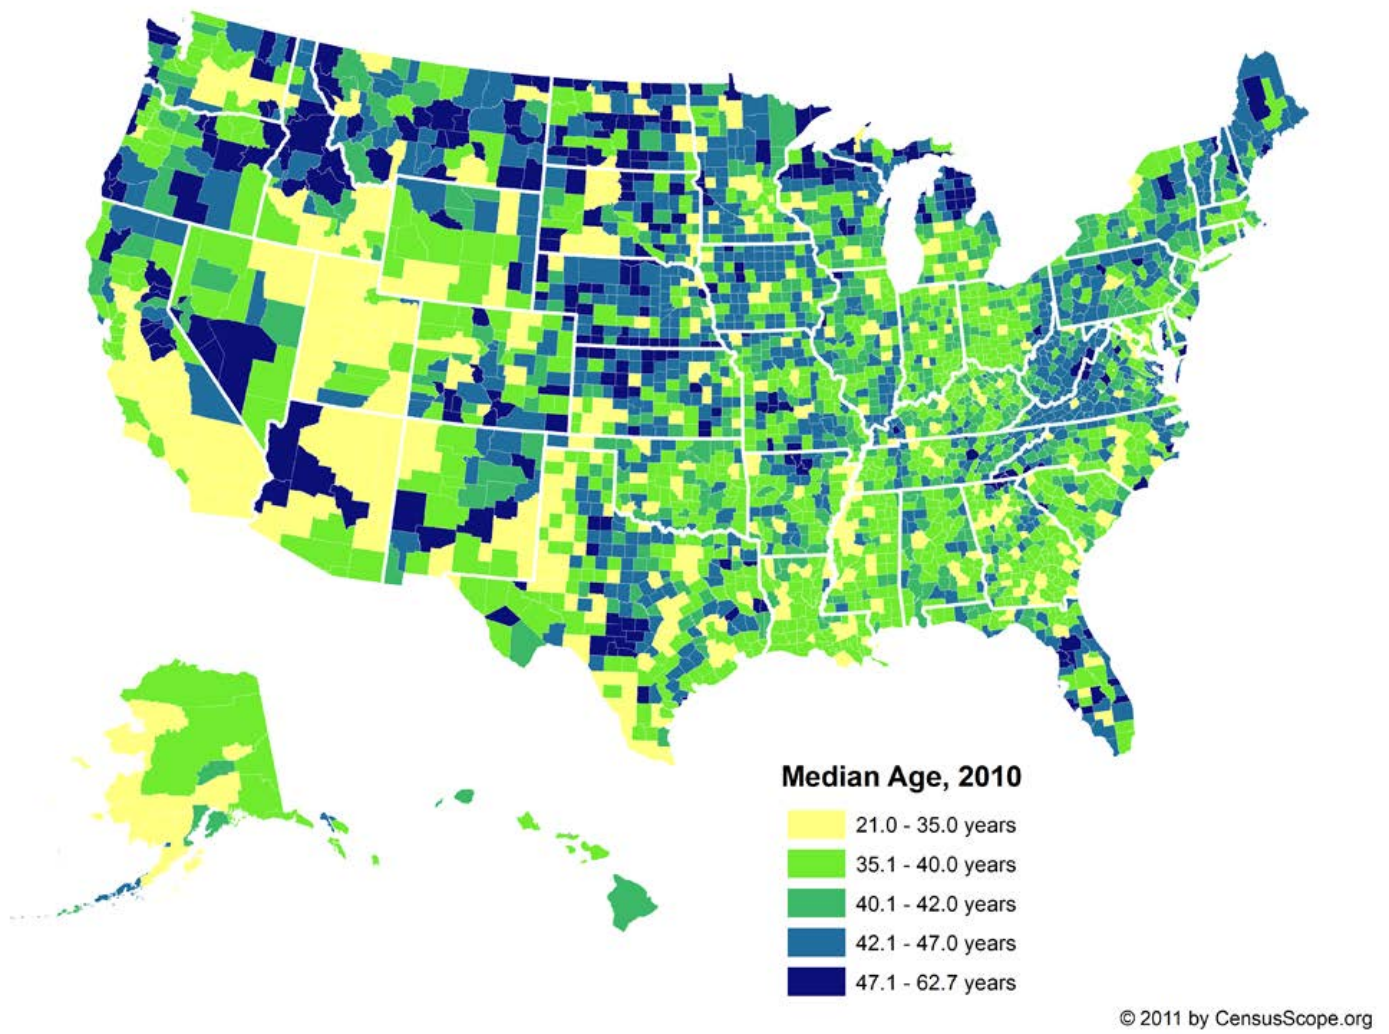 Median Age, 2010
21.0 - 35.0 years
35.1 - 40.0 years
40.1 - 42.0 years
42.1 - 47.0 years
47.1 - 62.7 years
© 2011 by CensusScope.org